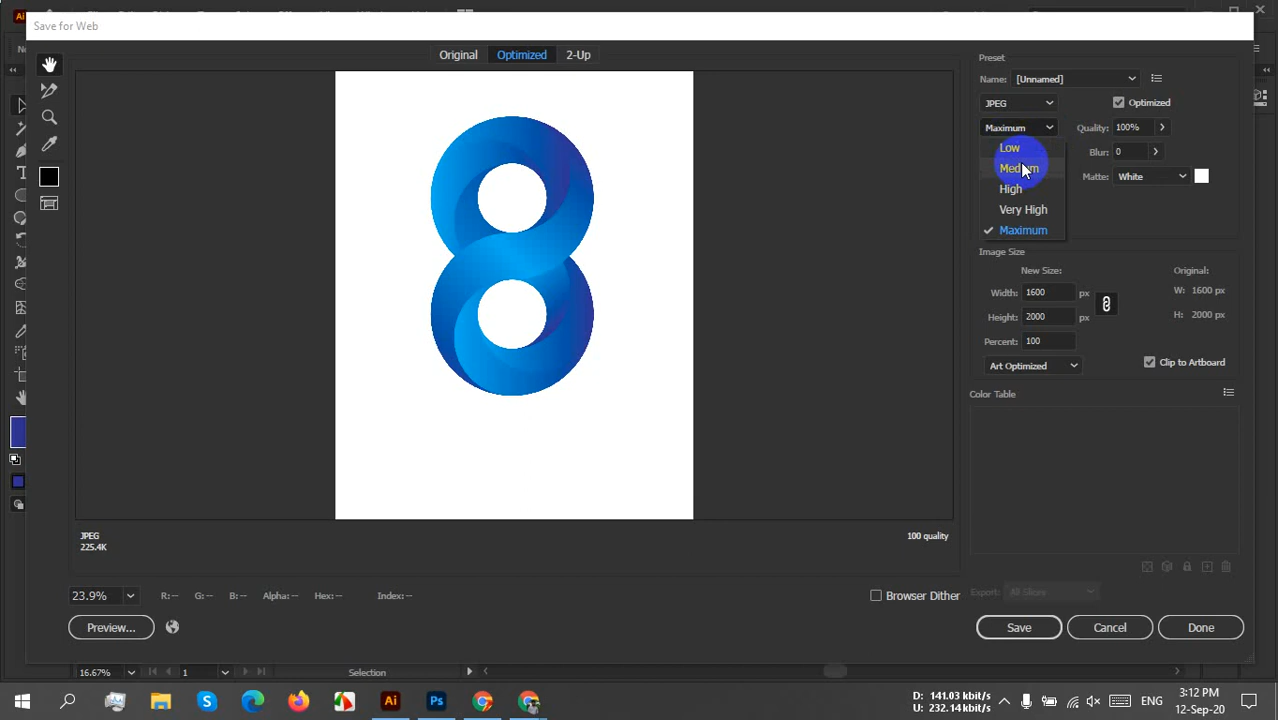 Ai
Save for Web
Original
Optimized
2-Up
Preset
Name:
[Unnamed]
JPEG
Optimized
Maximum
Quality:
100%
Low
Blur:
0
Medium
Matte:
White
High
Very High
Maximum
Image Size
New Size:
Original:
Width:
1600
px
W: 1600 px
Height:
2000
px
H: 2000 px
Percent:
100
Art Optimized
Clip to Artboard
Color Table
8
JPEG
225.4K
100 quality
23.9%
R: --
G: --
B: --
Alpha: --
Hex: --
Index: --
Browser Dither
Export:
All Slices
Preview...
Save
Cancel
Done
16.67%
1
Selection
S
Ai
Ps
D: 141.03 kbit/s
U: 232.14 kbit/s
ENG
3:12 PM
12-Sep-20